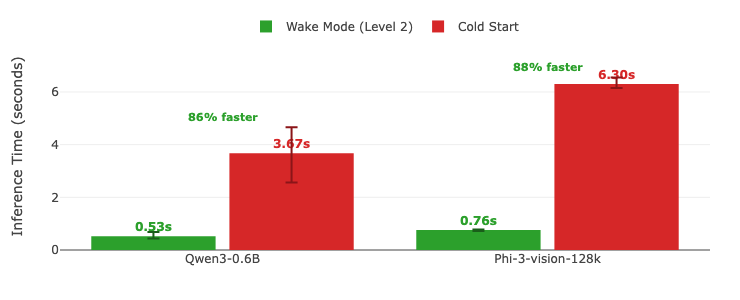 Wake Mode (Level 2) Cold Start
Inference Time (seconds)
88% faster
6.30s
6
86% faster
4
3.67s
2
0.53s
0.76s
0
Qwen3-0.6B Phi-3-vision-128k